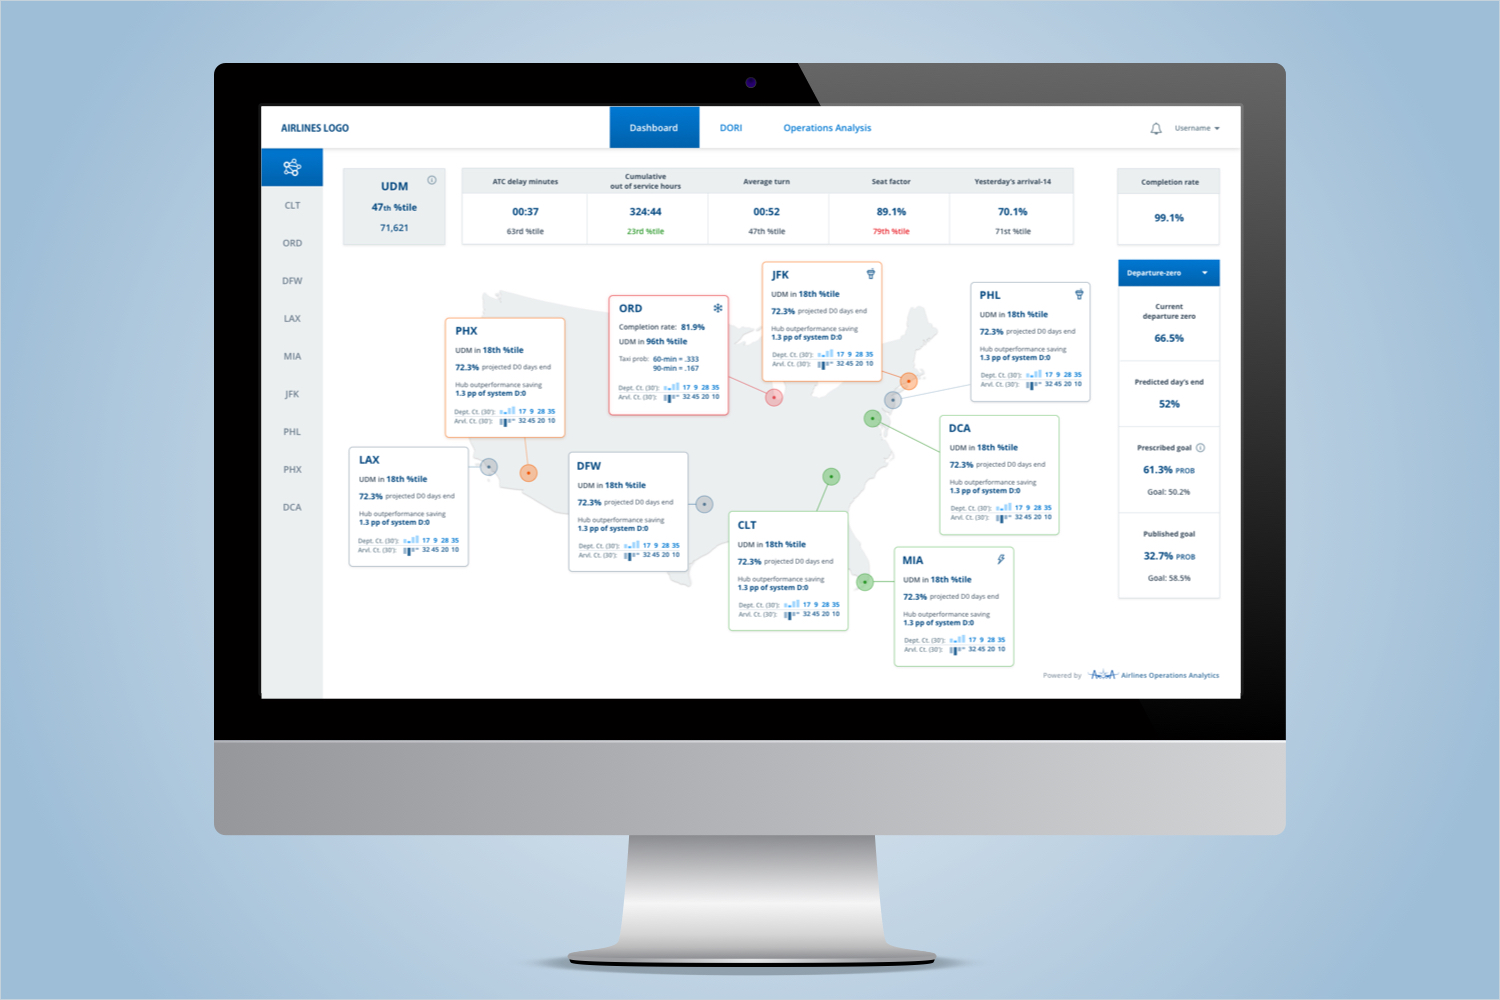 AIRLINES LOGO
Dashboard
DORI
Operations Analysis
Username
CLT
ORD
DFW
LAX
MIA
JFK
PHL
PHX
DCA
UDM
47th %tile
71,621
ATC delay minutes
00:37
63rd %tile
Cumulative
out of service hours
324:44
23rd %tile
Average turn
00:52
47th %tile
Seat factor
89.1%
79th %tile
Yesterday's arrival-14
70.1%
71st %tile
Completion rate
99.1%
Departure-zero
Current
departure zero
66.5%
Predicted day's end
52%
Prescribed goal
61.3% PROB
Goal: 50.2%
Published goal
32.7% PROB
Goal: 58.5%
JFK
UDM in 18th %tile
72.3% projected D0 days end
Hub outperformance saving
1.3 pp of system D:0
Dept. Ct. (30'): 17 9 28 35
Arvl. Ct. (30'): 32 45 20 10
PHL
UDM in 18th %tile
72.3% projected D0 days end
Hub outperformance saving
1.3 pp of system D:0
Dept. Ct. (30'): 17 9 28 35
Arvl. Ct. (30'): 32 45 20 10
ORD
Completion rate: 81.9%
UDM in 96th %tile
Taxi prob: 60-min = .333
90-min = .167
Dept. Ct. (30'): 17 9 28 35
Arvl. Ct. (30'): 32 45 20 10
PHX
UDM in 18th %tile
72.3% projected D0 days end
Hub outperformance saving
1.3 pp of system D:0
Dept. Ct. (30'): 17 9 28 35
Arvl. Ct. (30'): 32 45 20 10
DCA
UDM in 18th %tile
72.3% projected D0 days end
Hub outperformance saving
1.3 pp of system D:0
Dept. Ct. (30'): 17 9 28 35
Arvl. Ct. (30'): 32 45 20 10
LAX
UDM in 18th %tile
72.3% projected D0 days end
Hub outperformance saving
1.3 pp of system D:0
Dept. Ct. (30'): 17 9 28 35
Arvl. Ct. (30'): 32 45 20 10
DFW
UDM in 18th %tile
72.3% projected D0 days end
Hub outperformance saving
1.3 pp of system D:0
Dept. Ct. (30'): 17 9 28 35
Arvl. Ct. (30'): 32 45 20 10
CLT
UDM in 18th %tile
72.3% projected D0 days end
Hub outperformance saving
1.3 pp of system D:0
Dept. Ct. (30'): 17 9 28 35
Arvl. Ct. (30'): 32 45 20 10
MIA
UDM in 18th %tile
72.3% projected D0 days end
Hub outperformance saving
1.3 pp of system D:0
Dept. Ct. (30'): 17 9 28 35
Arvl. Ct. (30'): 32 45 20 10
Powered by AOA Airlines Operations Analytics